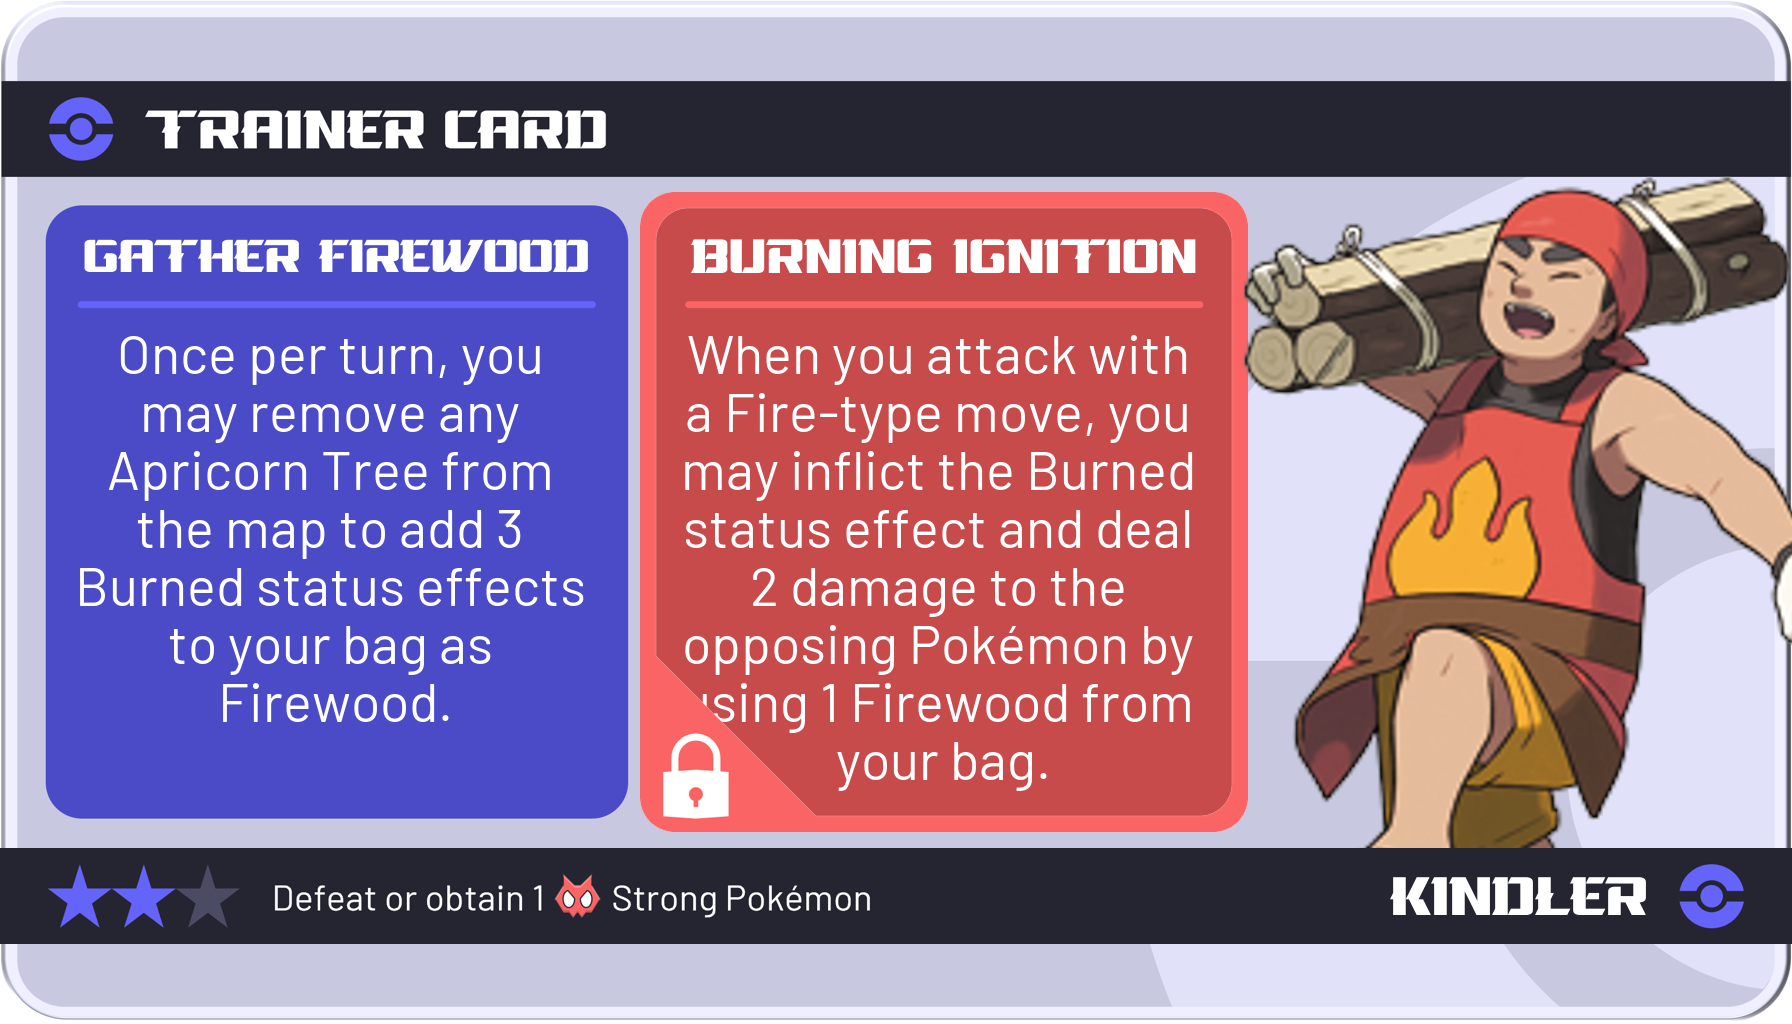 TRAINER CARD
GATHER FIREWOOD
Once per turn, you
may remove any
Apricorn Tree from
the map to add 3
Burned status effects
to your bag as
Firewood.
BURNING IGNITION
When you attack with
a Fire-type move, you
may inflict the Burned
status effect and deal
2 damage to the
opposing Pokémon by
using 1 Firewood from
your bag.
Defeat or obtain 1 Strong Pokémon
KINDLER